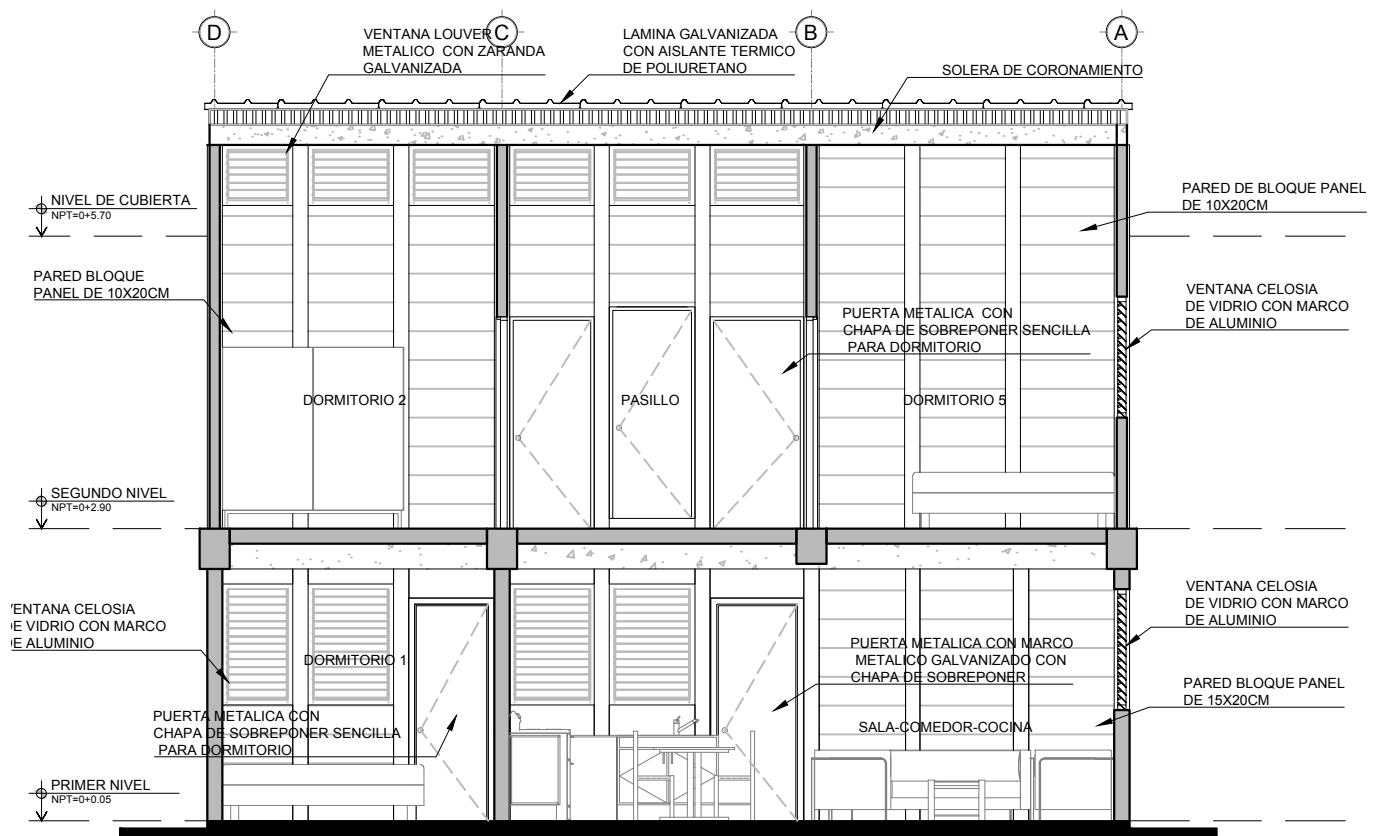 D
C
B
A
VENTANA LOUVER
METALICO CON ZARANDA
GALVANIZADA
LAMINA GALVANIZADA
CON AISLANTE TERMICO
DE POLIURETANO
SOLERA DE CORONAMIENTO
NIVEL DE CUBIERTA
NPT=0+5.70
PARED DE BLOQUE PANEL
DE 10X20CM
PARED BLOQUE
PANEL DE 10X20CM
VENTANA CELOSIA
DE VIDRIO CON MARCO
DE ALUMINIO
PUERTA METALICA CON
CHAPA DE SOBREPONER SENCILLA
PARA DORMITORIO
DORMITORIO 2
PASILLO
DORMITORIO 5
SEGUNDO NIVEL
NPT=0+2.90
VENTANA CELOSIA
DE VIDRIO CON MARCO
DE ALUMINIO
VENTANA CELOSIA
DE VIDRIO CON MARCO
DE ALUMINIO
DORMITORIO 1
PUERTA METALICA CON MARCO
METALICO GALVANIZADO CON
CHAPA DE SOBREPONER
PARED BLOQUE PANEL
DE 15X20CM
PUERTA METALICA CON
CHAPA DE SOBREPONER SENCILLA
PARA DORMITORIO
SALA-COMEDOR-COCINA
PRIMER NIVEL
NPT=0+0.05